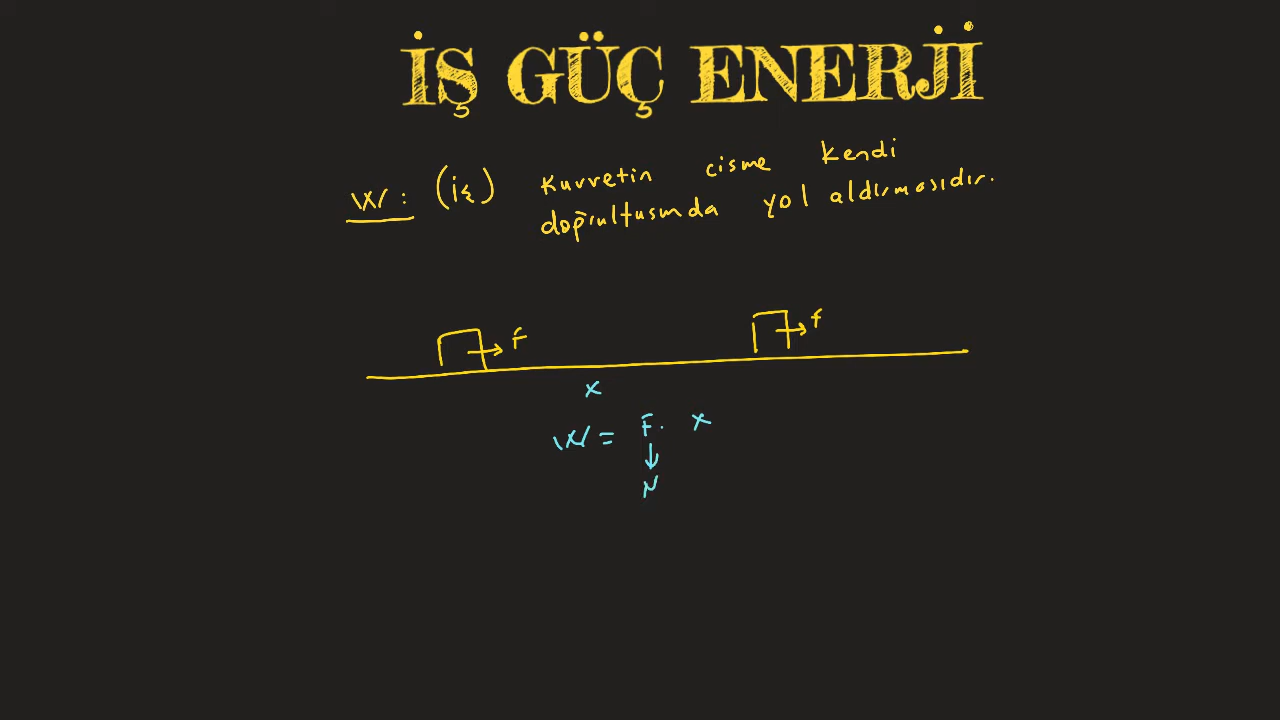 İŞ GÜÇ ENERJİ
W: (iş) Kuvvetin cisme kendi
doğrultusunda yol aldırmasıdır.
F F
x
W = F. x
N